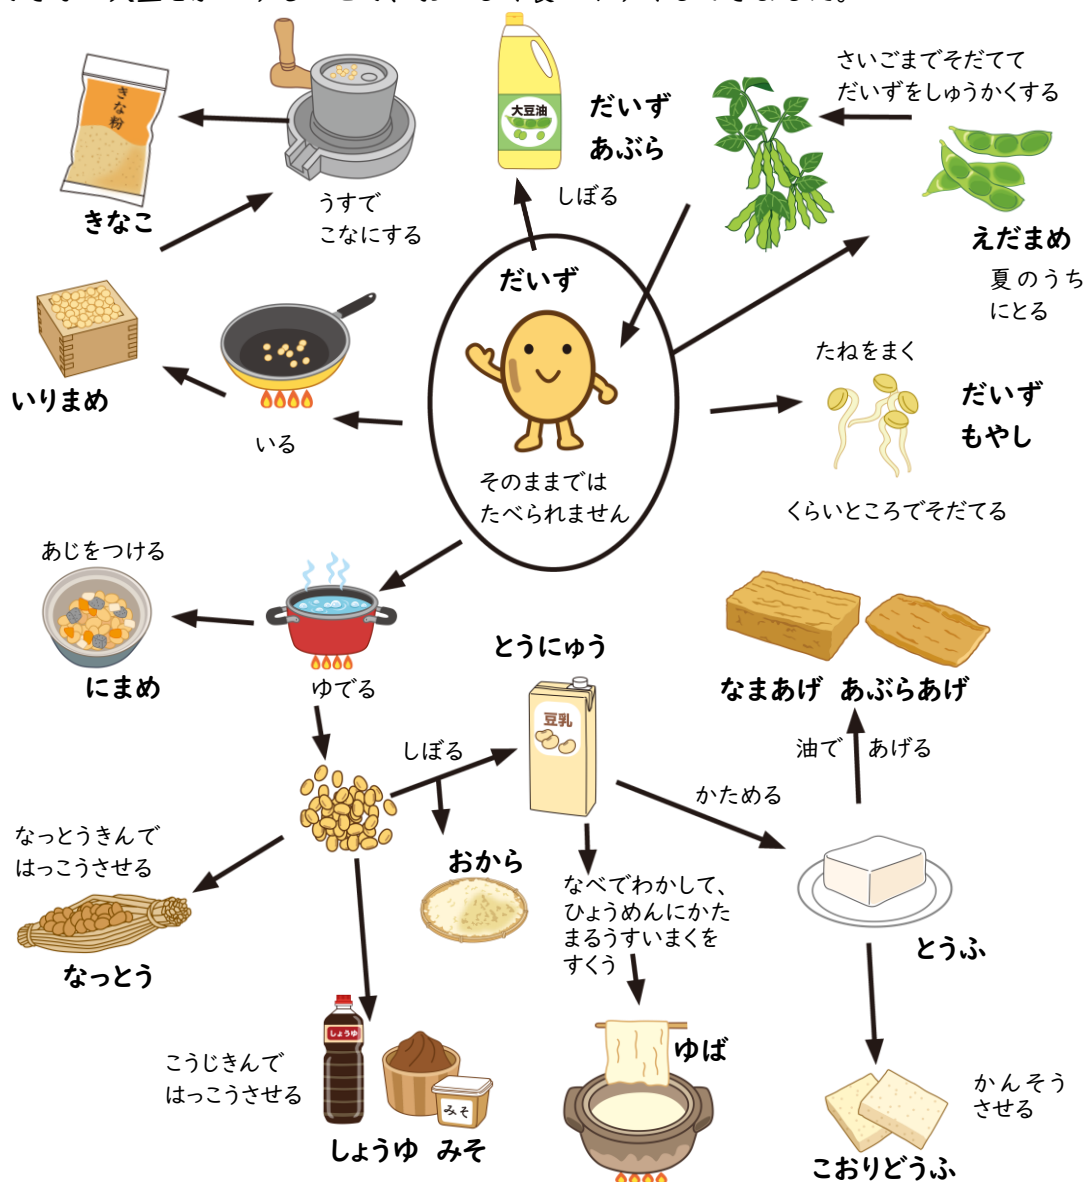 きな粉
きなこ
うすで
こなにする
大豆油
だいず
あぶら
しぼる
さいごまでそだてて
だいずをしゅうかくする
えだまめ
夏のうち
にとる
だいず
そのままでは
たべられません
いりまめ
いる
たねをまく
だいず
もやし
くらいところでそだてる
あじをつける
にまめ
ゆでる
とうにゅう
豆乳
しぼる
なまあげ あぶらあげ
油で あげる
かためる
なっとうきんで
はっこうさせる
なっとう
おから
なべでわかして、
ひょうめんにかた
まるうすいまくを
すくう
とうふ
こうじきんで
はっこうさせる
しょうゆ
みそ
しょうゆ みそ
ゆば
かんそう
させる
こおりどうふ